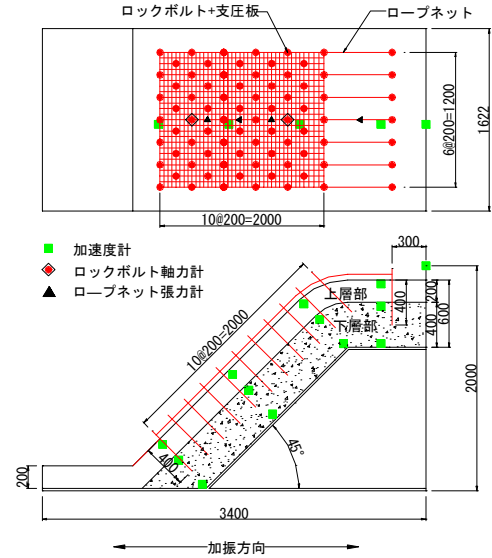 ロックボルト+支圧板
ロープネット
6@200=1200
1622
10@200=2000
加速度計
ロックボルト軸力計
ロープネット張力計
300
上層部
下層部
400
200
400
600
2000
10@200=2000
400
45°
200
3400
加振方向